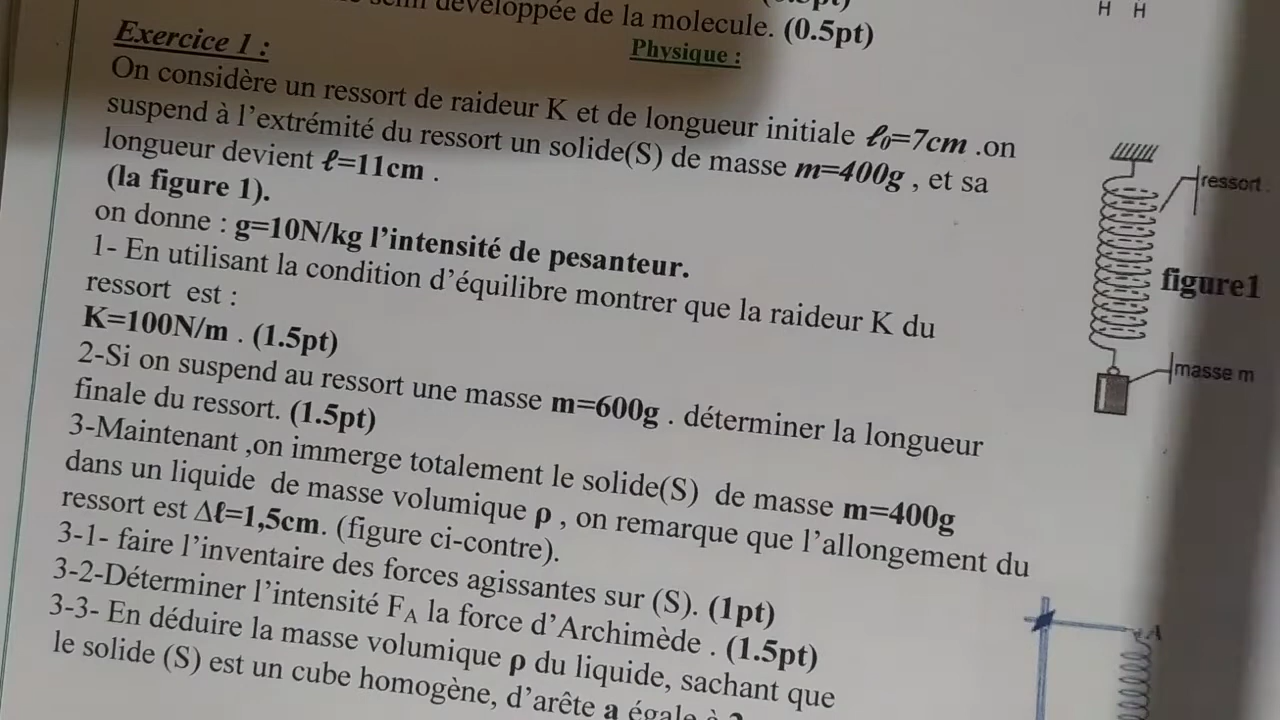 développée de la molecule. (0.5pt)
H H
Physique :
Exercice 1 :
On considère un ressort de raideur K et de longueur initiale ℓ₀=7cm .on
suspend à l'extrémité du ressort un solide(S) de masse m=400g , et sa
longueur devient ℓ=11cm .
(la figure 1).
on donne : g=10N/kg l'intensité de pesanteur.
1- En utilisant la condition d'équilibre montrer que la raideur K du
ressort est :
K=100N/m . (1.5pt)
2-Si on suspend au ressort une masse m=600g . déterminer la longueur
finale du ressort. (1.5pt)
3-Maintenant ,on immerge totalement le solide(S) de masse m=400g
dans un liquide de masse volumique ρ , on remarque que l'allongement du
ressort est Δℓ=1,5cm. (figure ci-contre).
3-1- faire l'inventaire des forces agissantes sur (S). (1pt)
3-2-Déterminer l'intensité F_A la force d'Archimède . (1.5pt)
3-3- En déduire la masse volumique ρ du liquide, sachant que
le solide (S) est un cube homogène, d'arête a égale à
ressort
figure1
masse m
A